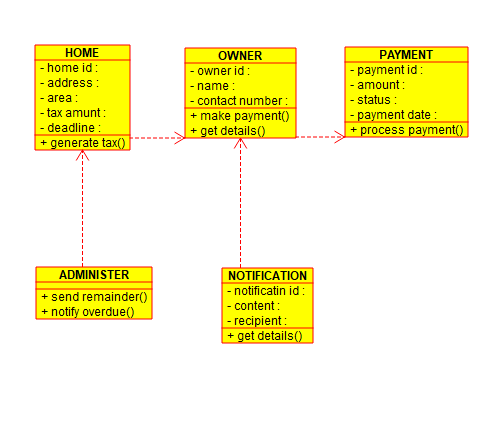 HOME
- home id :
- address :
- area :
- tax amunt :
- deadline :
+ generate tax()
OWNER
- owner id :
- name :
- contact number :
+ make payment()
+ get details()
PAYMENT
- payment id :
- amount :
- status :
- payment date :
+ process payment()
ADMINISTER
+ send remainder()
+ notify overdue()
NOTIFICATION
- notificatin id :
- content :
- recipient :
+ get details()